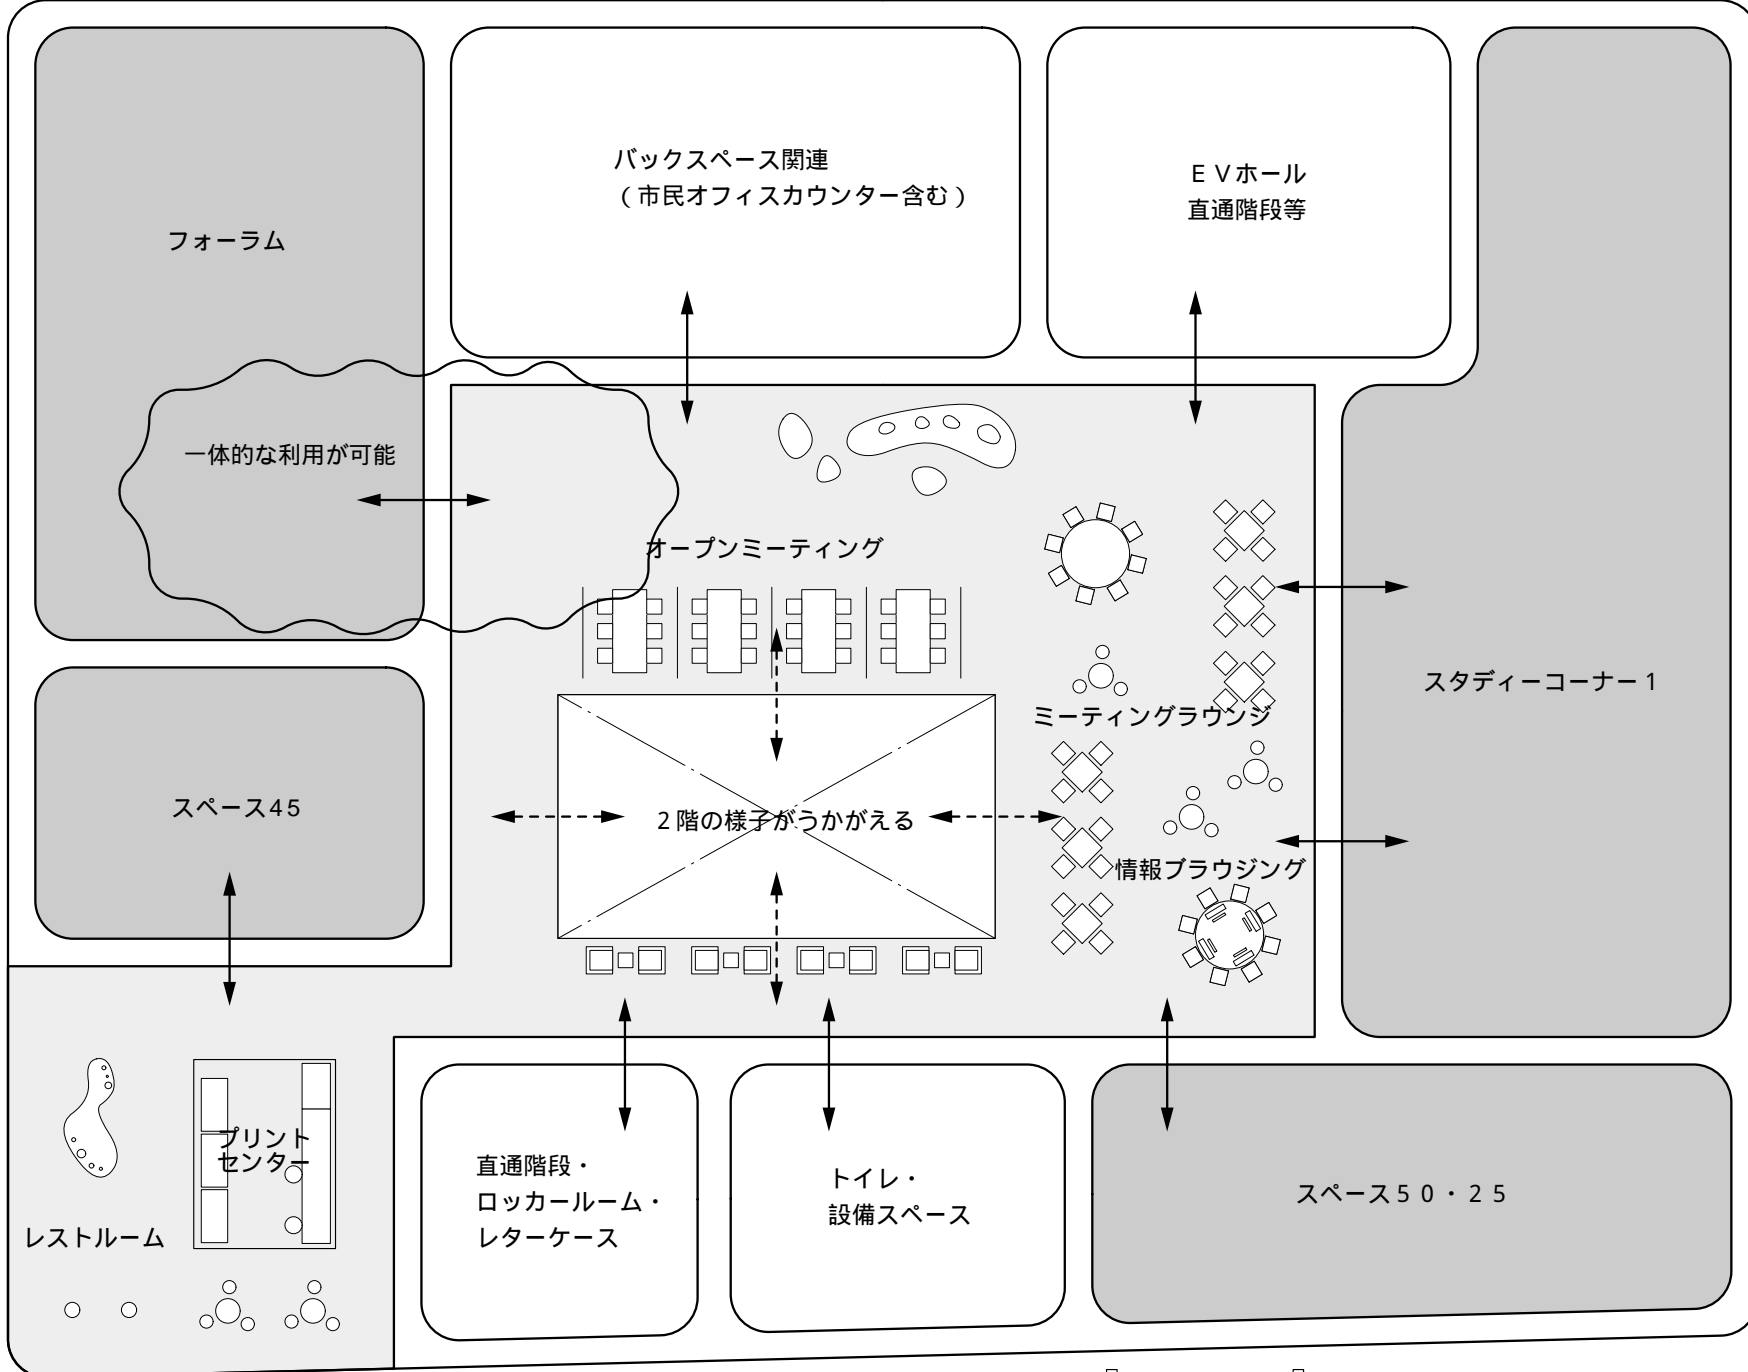 バックスペース関連
（市民オフィスカウンター含む）
ＥＶホール
直通階段等
フォーラム
一体的な利用が可能
オープンミーティング
スタディーコーナー１
ミーティングラウンジ
スペース45
２階の様子がうかがえる
情報ブラウジング
プリント
センター
レストルーム
直通階段・
ロッカールーム・
レターケース
トイレ・
設備スペース
スペース５０・２５